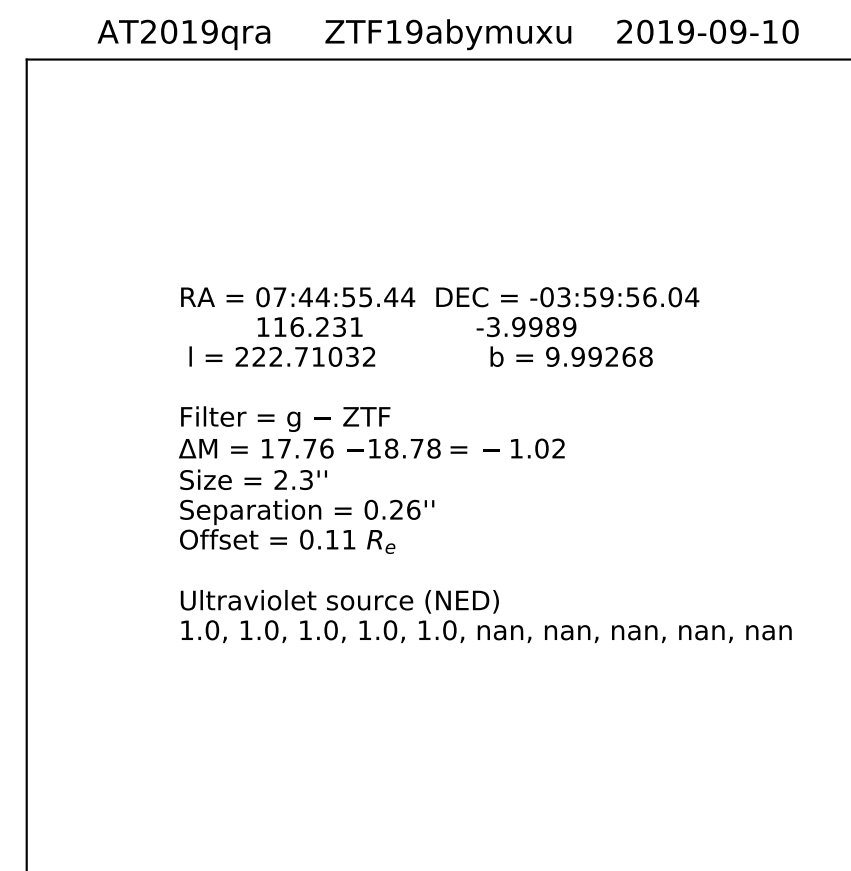 AT2019qra ZTF19abymuxu 2019-09-10
RA = 07:44:55.44 DEC = -03:59:56.04
116.231 -3.9989
l = 222.71032 b = 9.99268
Filter = g − ZTF
ΔM = 17.76 −18.78 = − 1.02
Size = 2.3''
Separation = 0.26''
Offset = 0.11 Re
Ultraviolet source (NED)
1.0, 1.0, 1.0, 1.0, 1.0, nan, nan, nan, nan, nan